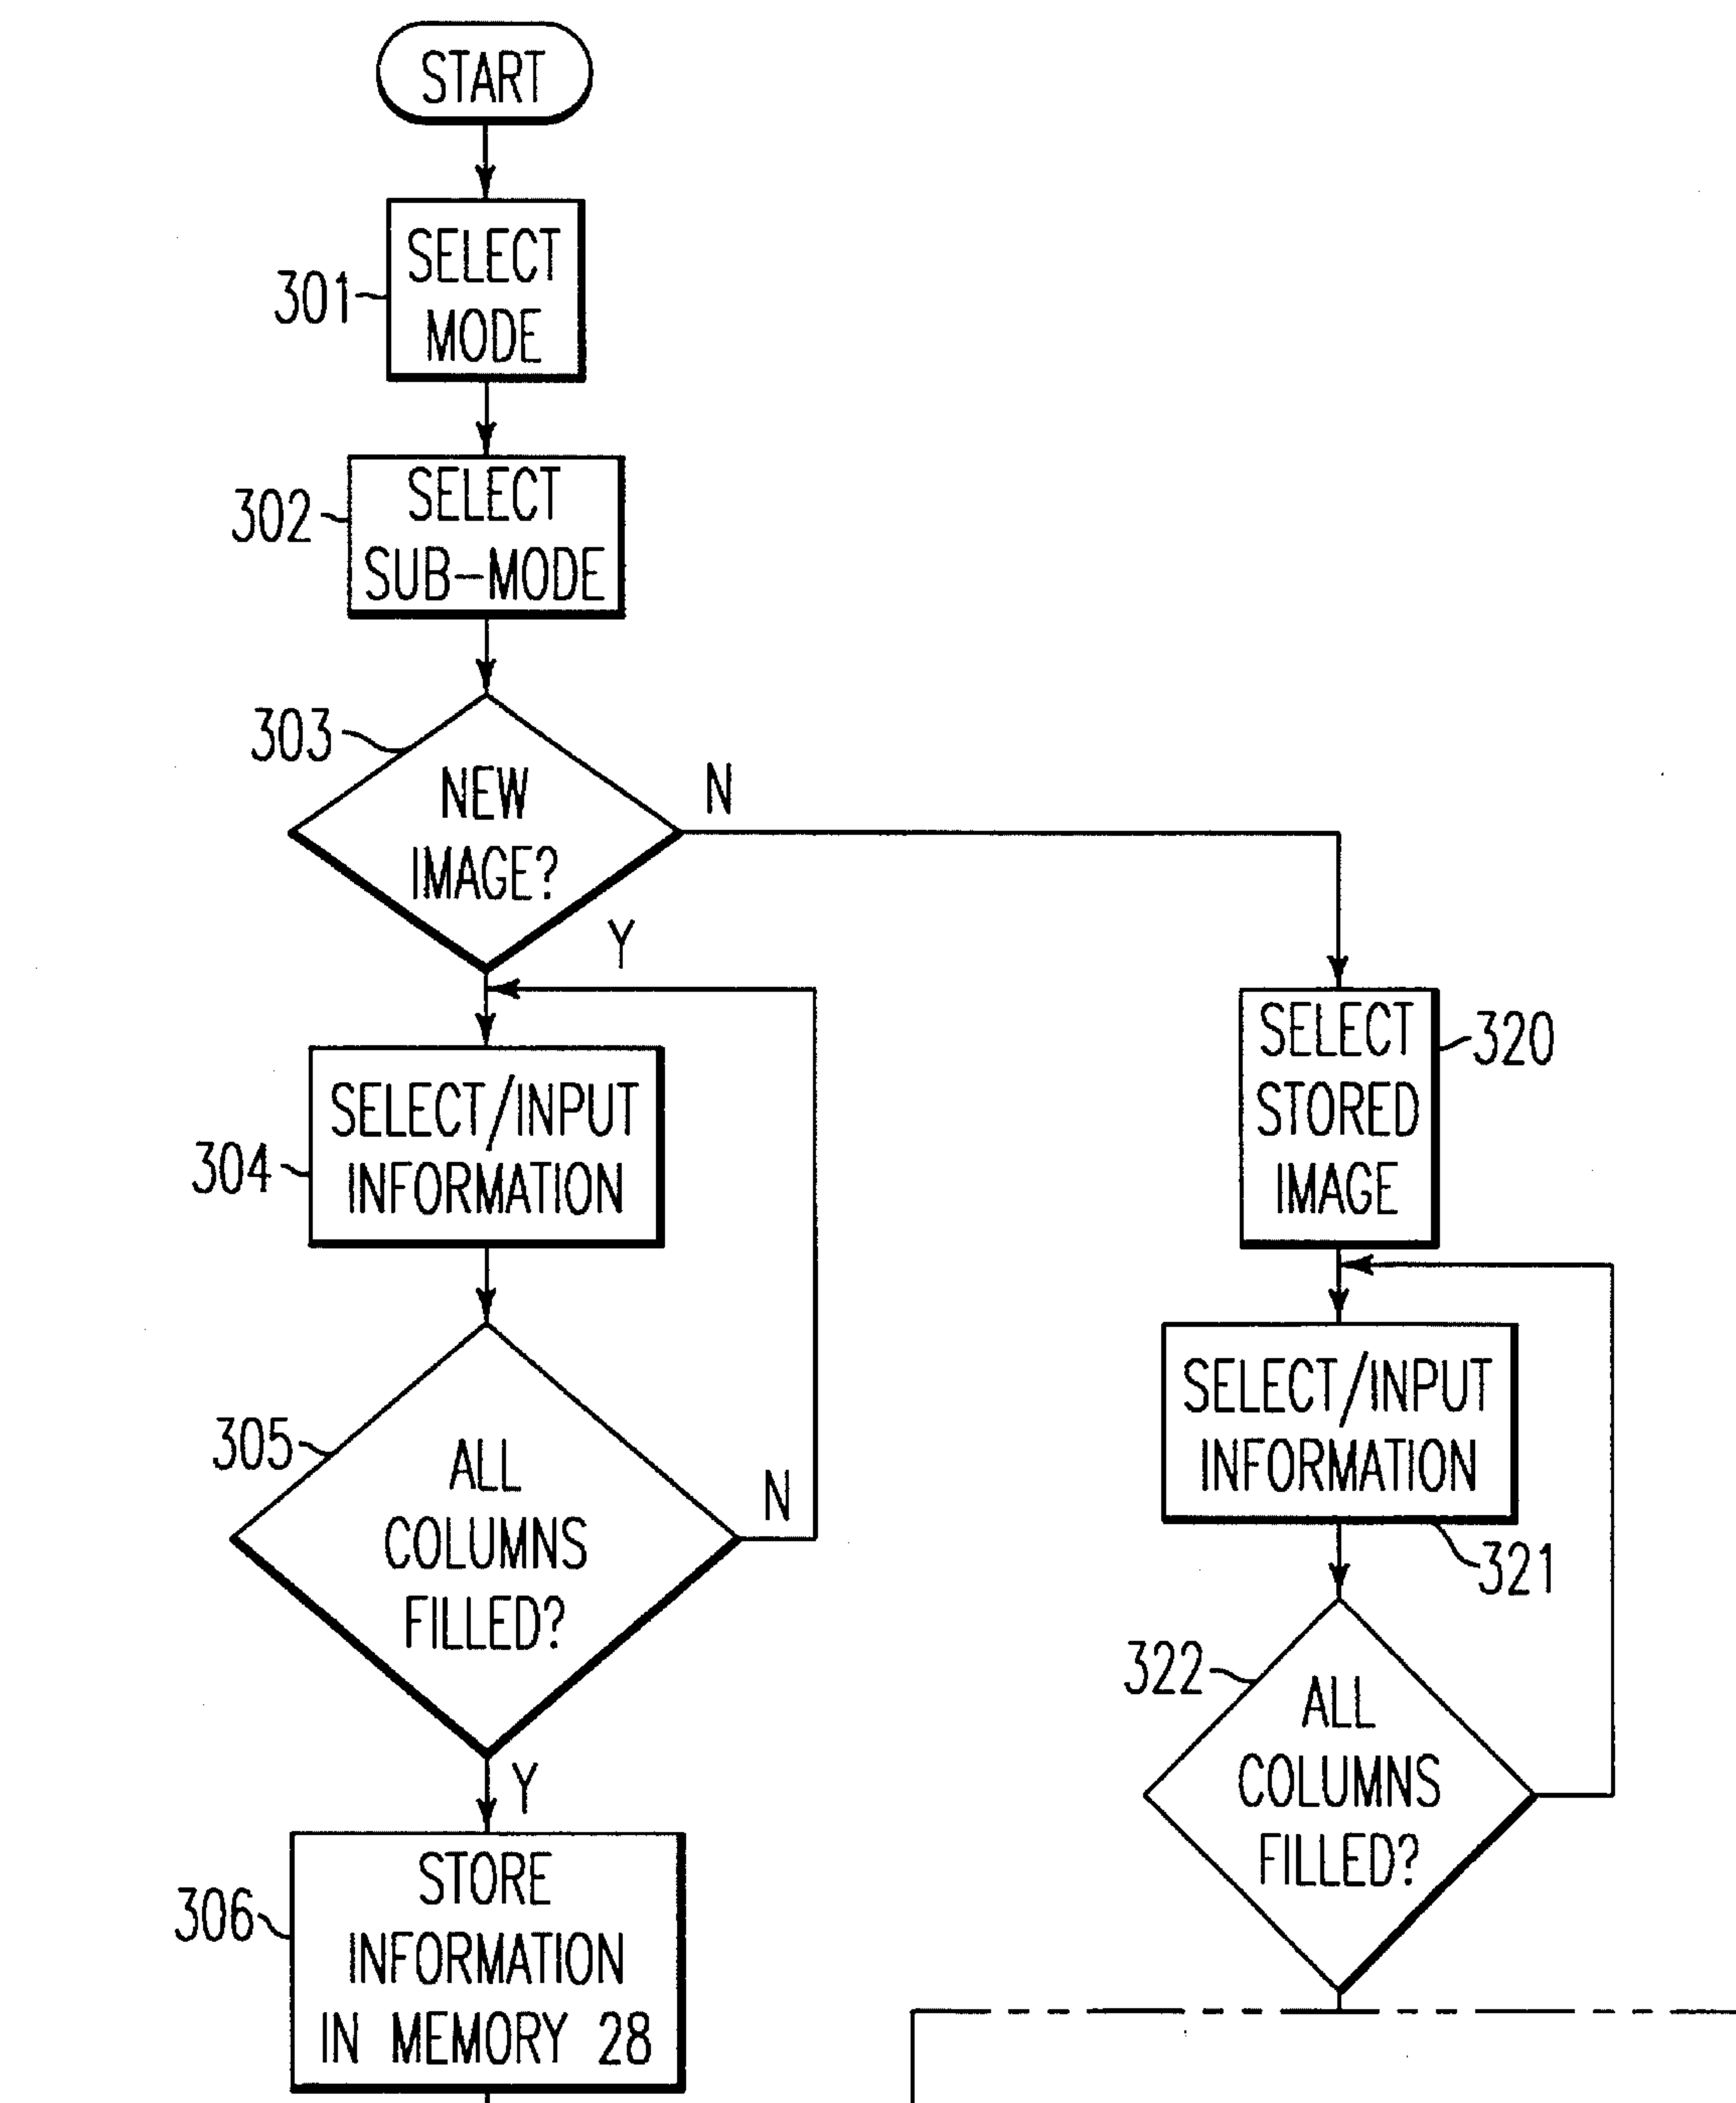 START
301
SELECT
MODE
302
SELECT
SUB-MODE
303
NEW
IMAGE?
N
Y
304
SELECT/INPUT
INFORMATION
305
ALL
COLUMNS
FILLED?
N
Y
306
STORE
INFORMATION
IN MEMORY 28
SELECT
STORED
IMAGE
320
SELECT/INPUT
INFORMATION
321
322
ALL
COLUMNS
FILLED?